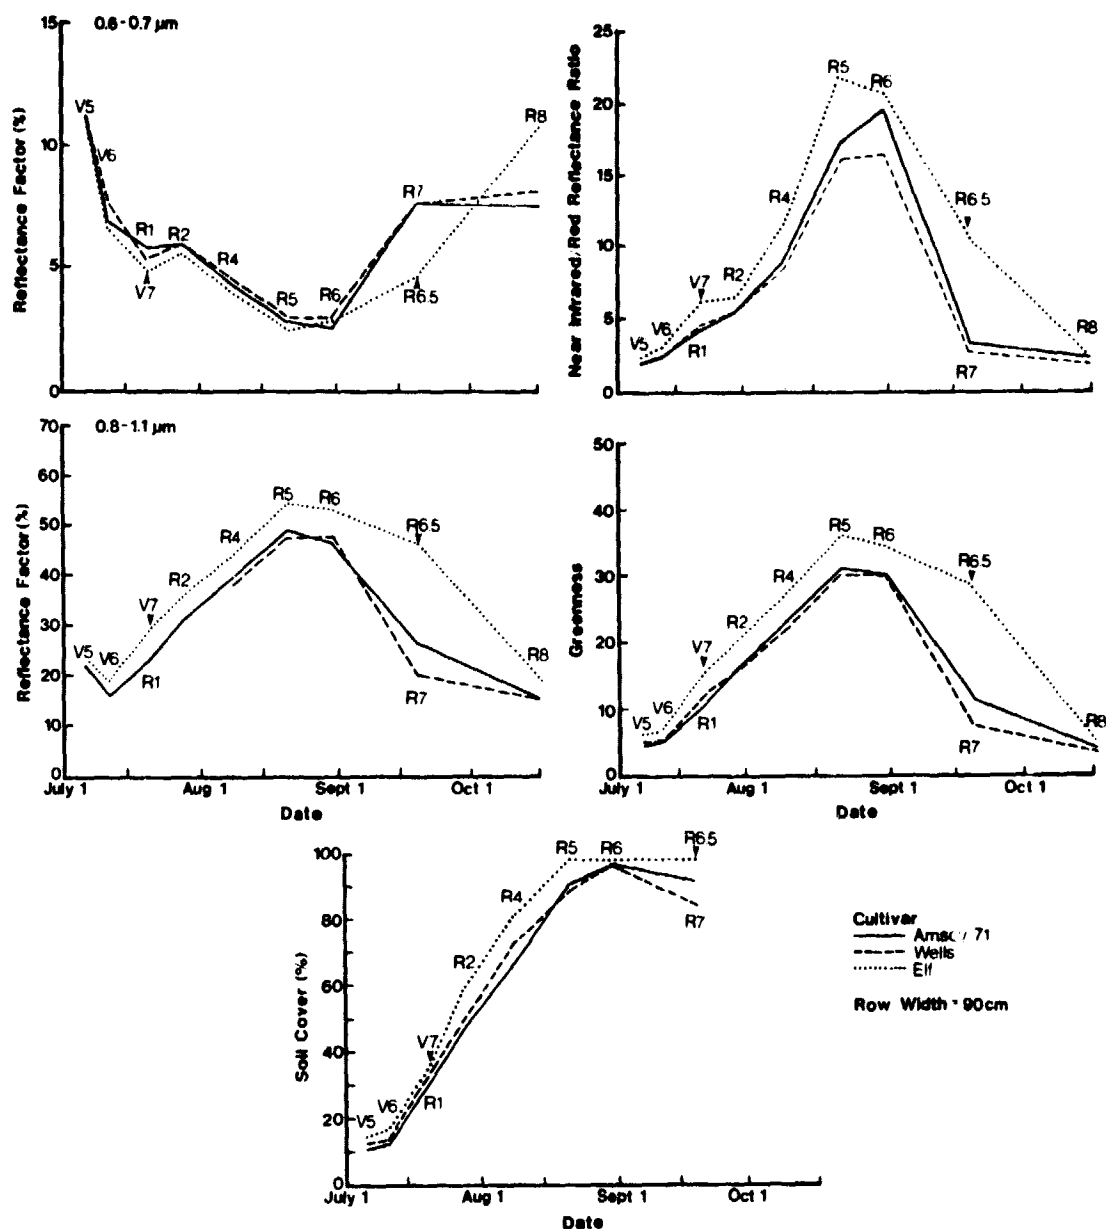 0.6-0.7 µm
Reflectance Factor (%)
15
10
5
0
V5
V6
R1
R2
V7
R4
R5
R6
R7
R6.5
R8
Near Infrared/Red Reflectance Ratio
25
20
15
10
5
0
V5
V6
V7
R1
R2
R4
R5
R6
R6.5
R7
R8
0.8-1.1 µm
Reflectance Factor (%)
70
60
50
40
30
20
10
0
V5
V6
V7
R1
R2
R4
R5
R6
R6.5
R7
R8
July 1
Aug 1
Sept 1
Oct 1
Date
Greenness
50
40
30
20
10
0
V5
V6
V7
R1
R2
R4
R5
R6
R6.5
R7
R8
July 1
Aug 1
Sept 1
Oct 1
Date
Soil Cover (%)
100
80
60
40
20
0
V5
V6
V7
R1
R2
R4
R5
R6
R6.5
R7
July 1
Aug 1
Sept 1
Oct 1
Date
Cultivar
71
Wells
Elf
Row Width = 90cm